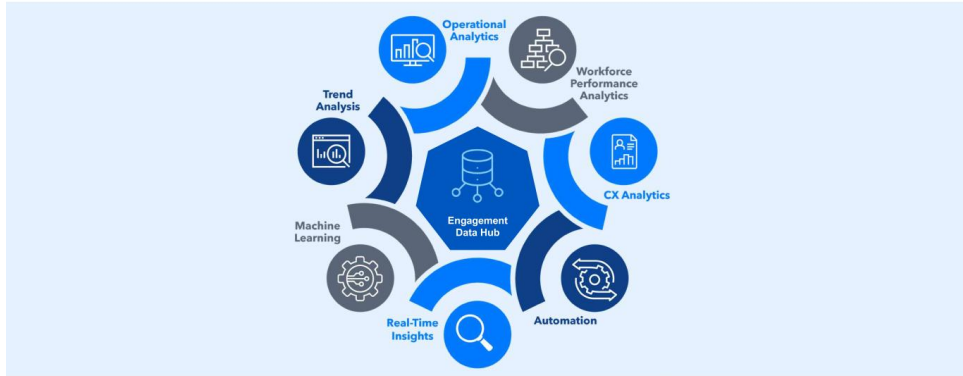 Operational
Analytics
Workforce
Performance
Analytics
CX Analytics
Automation
Real-Time
Insights
Machine
Learning
Trend
Analysis
Engagement
Data Hub